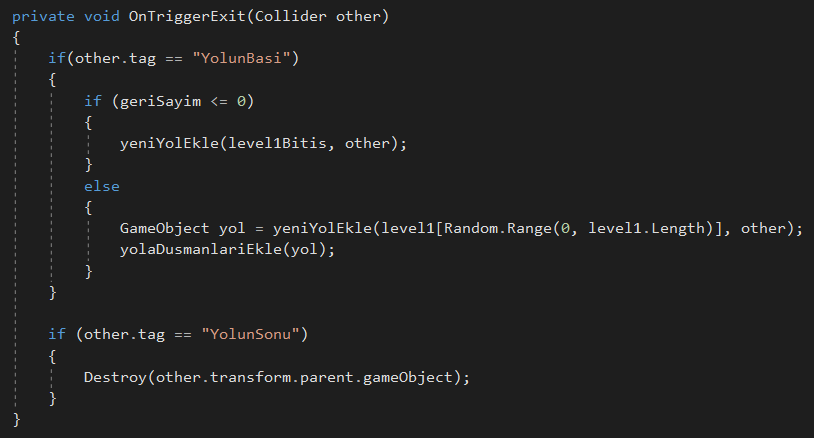 private void OnTriggerExit(Collider other)
{
if(other.tag == "YolunBasi")
{
if (geriSayim <= 0)
{
yeniYolEkle(level1Bitis, other);
}
else
{
GameObject yol = yeniYolEkle(level1[Random.Range(0, level1.Length)], other);
yolaDusmanlariEkle(yol);
}
}
if (other.tag == "YolunSonu")
{
Destroy(other.transform.parent.gameObject);
}
}